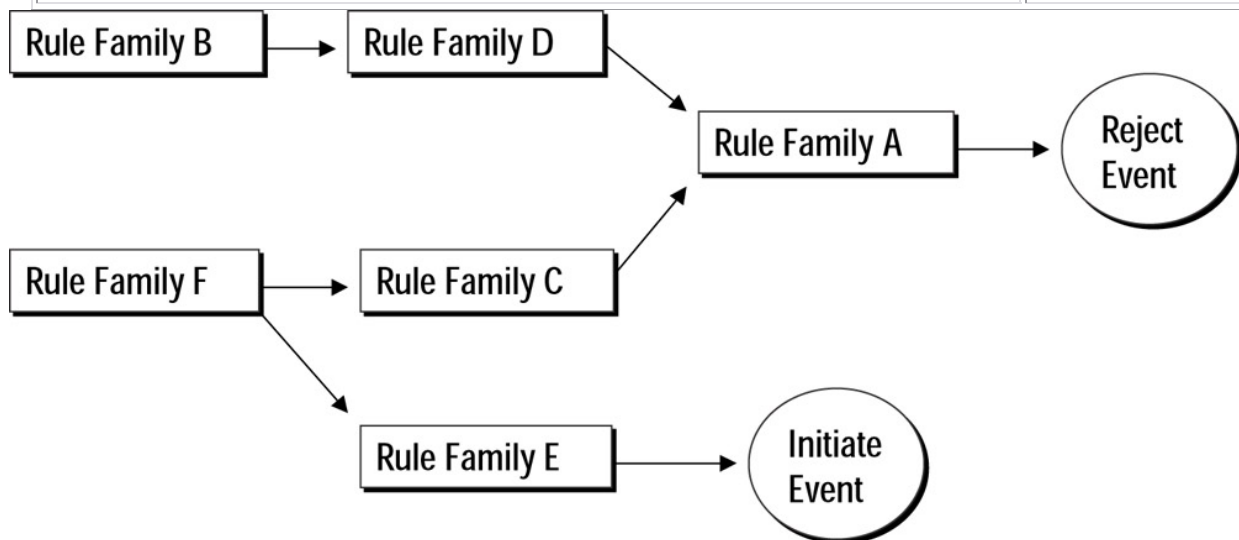 Rule Family B
Rule Family D
Rule Family A
Reject
Event
Rule Family F
Rule Family C
Rule Family E
Initiate
Event